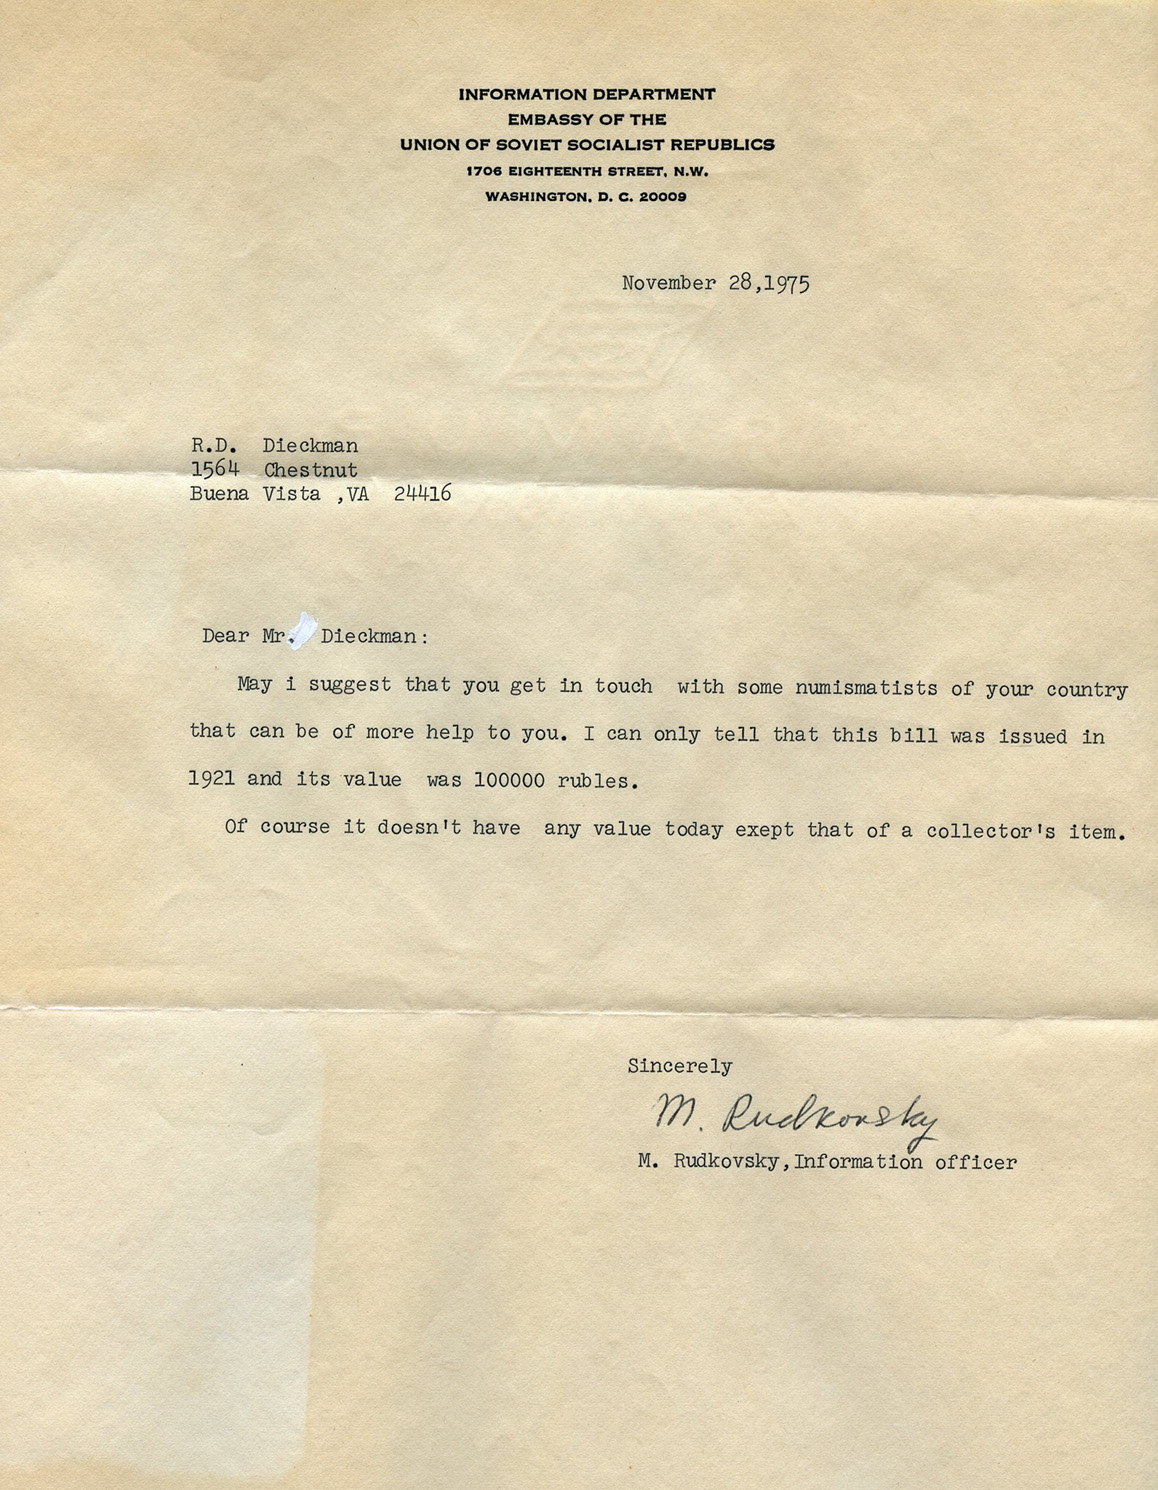 INFORMATION DEPARTMENT
EMBASSY OF THE
UNION OF SOVIET SOCIALIST REPUBLICS
1706 EIGHTEENTH STREET, N.W.
WASHINGTON, D. C. 20009
November 28,1975
R.D. Dieckman
1564 Chestnut
Buena Vista ,VA 24416
Dear Mr. Dieckman:
May i suggest that you get in touch with some numismatists of your country
that can be of more help to you. I can only tell that this bill was issued in
1921 and its value was 100000 rubles.
Of course it doesn't have any value today exept that of a collector's item.
Sincerely
M. Rudkovsky
M. Rudkovsky,Information officer